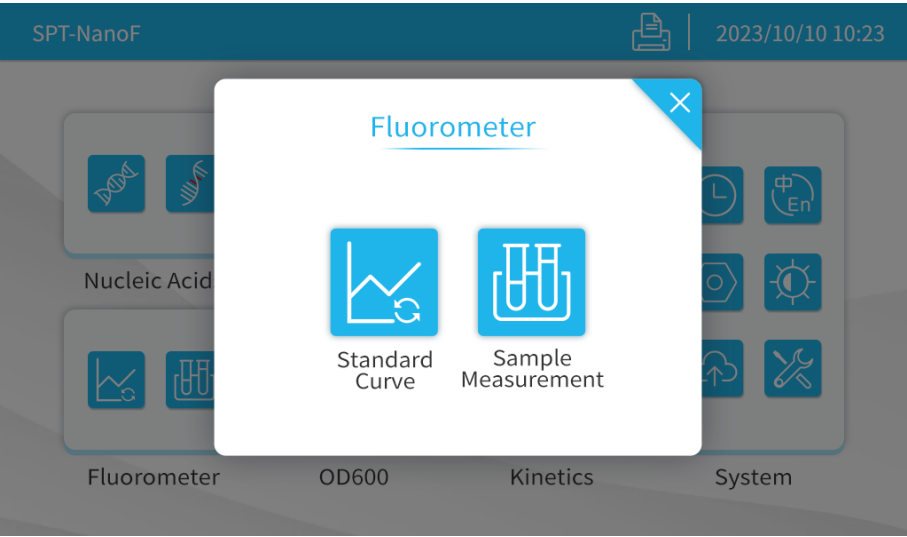 SPT-NanoF
2023/10/10 10:23
Fluorometer
中
En
Nucleic Acid
Standard
Curve
Sample
Measurement
Fluorometer
OD600
Kinetics
System